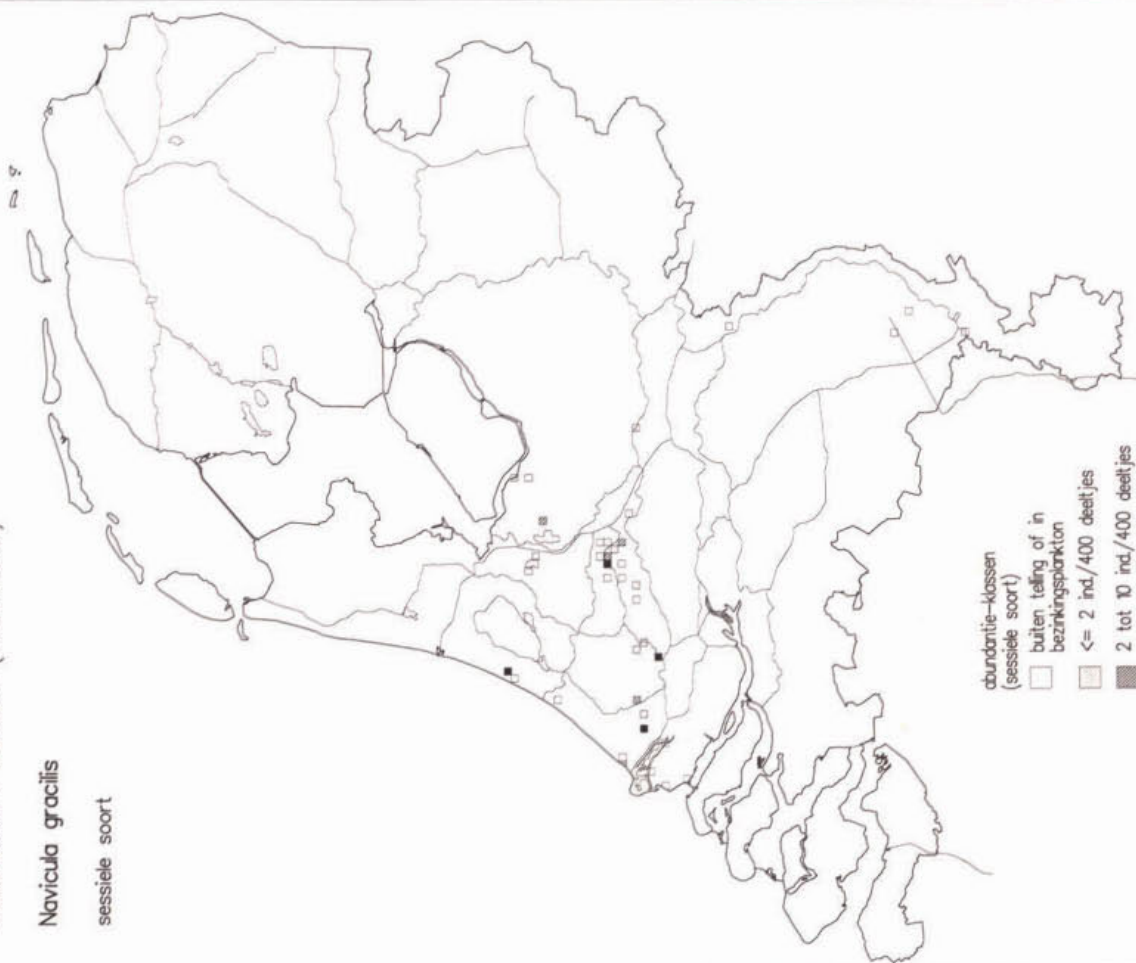 Navicula gracilis
sessiele soort
abundantie-klassen
(sessiele soort)
buiten telling of in
bezinkingsplankton
<= 2 ind./400 deeltjes
2 tot 10 ind./400 deeltjes